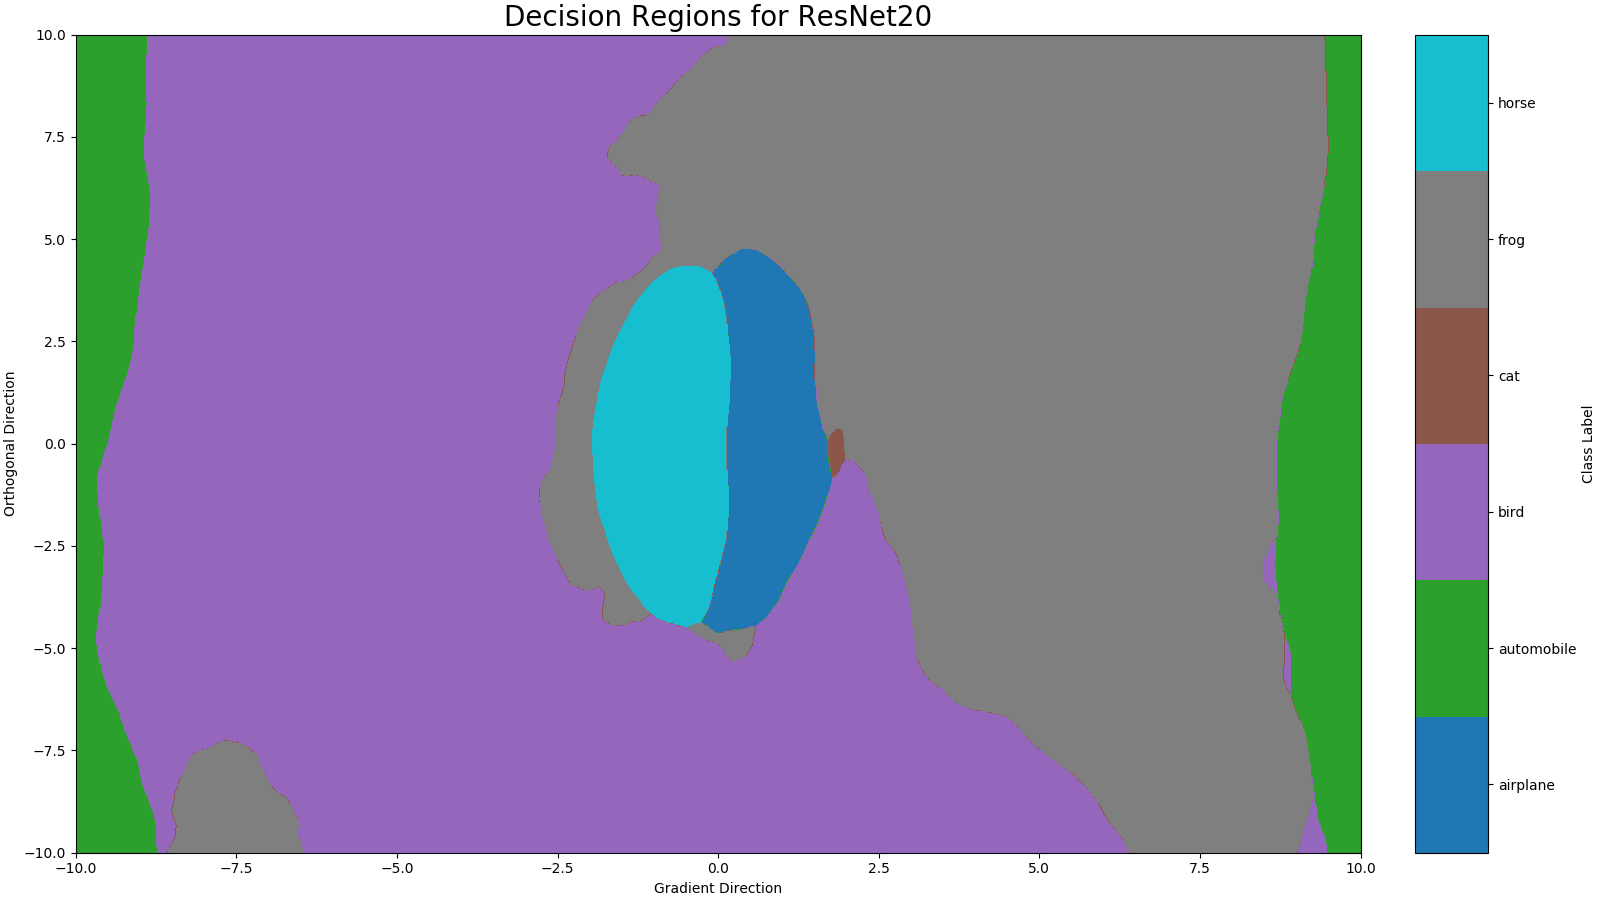 Decision Regions for ResNet20
10.0
7.5
5.0
2.5
0.0
−2.5
−5.0
−7.5
−10.0
Orthogonal Direction
−10.0 −7.5 −5.0 −2.5 0.0 2.5 5.0 7.5 10.0
Gradient Direction
horse
frog
cat
bird
automobile
airplane
Class Label